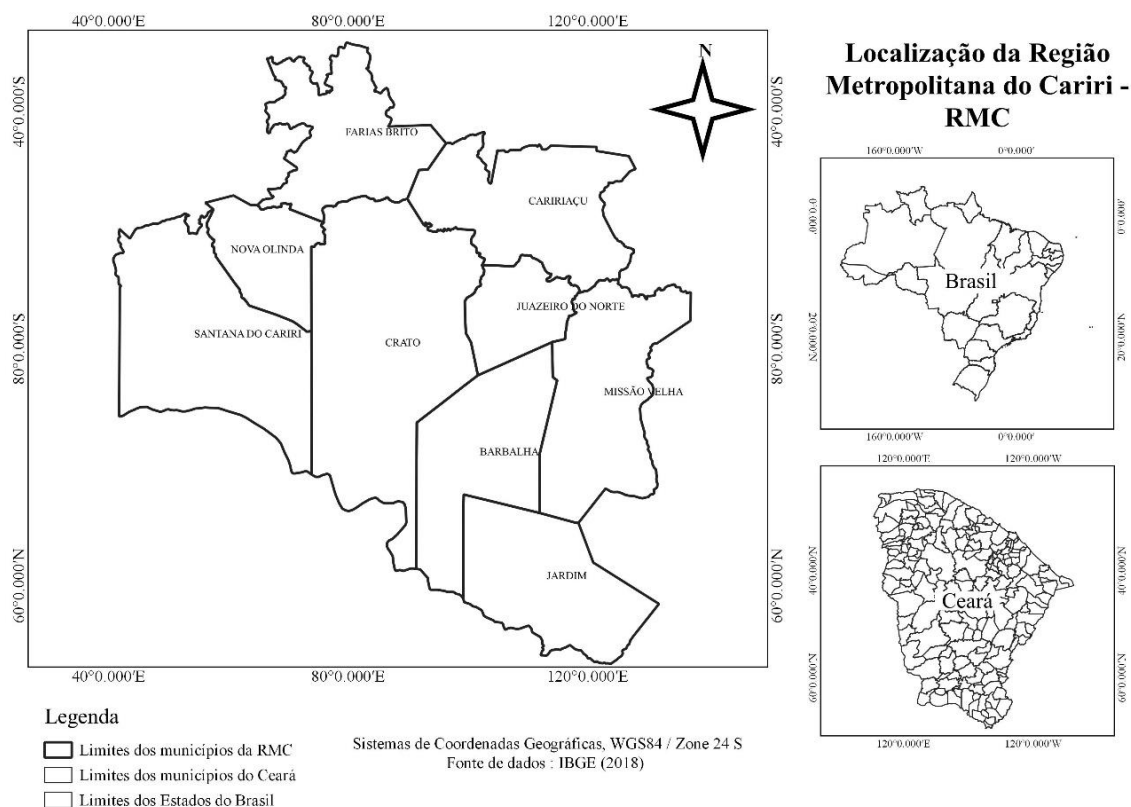 40°0.000'E 80°0.000'E 120°0.000'E
40°0.000'S
80°0.000'S
60°0.000'N
N
FARIAS BRITO
CARIRIAÇU
NOVA OLINDA
JUAZEIRO DO NORTE
SANTANA DO CARIRI
CRATO
MISSÃO VELHA
BARBALHA
JARDIM
40°0.000'S
80°0.000'S
60°0.000'N
40°0.000'E 80°0.000'E 120°0.000'E
Legenda
Limites dos municípios da RMC
Limites dos municípios do Ceará
Limites dos Estados do Brasil
Sistemas de Coordenadas Geográficas, WGS84 / Zone 24 S
Fonte de dados : IBGE (2018)
Localização da Região
Metropolitana do Cariri -
RMC
160°0.000'W 0°0.000'
0°0.000'
20°0.000'N
Brasil
0°0.000'
20°0.000'N
160°0.000'W 0°0.000'
120°0.000'E 120°0.000'W
40°0.000'N
60°0.000'N
Ceará
40°0.000'N
60°0.000'N
120°0.000'E 120°0.000'W